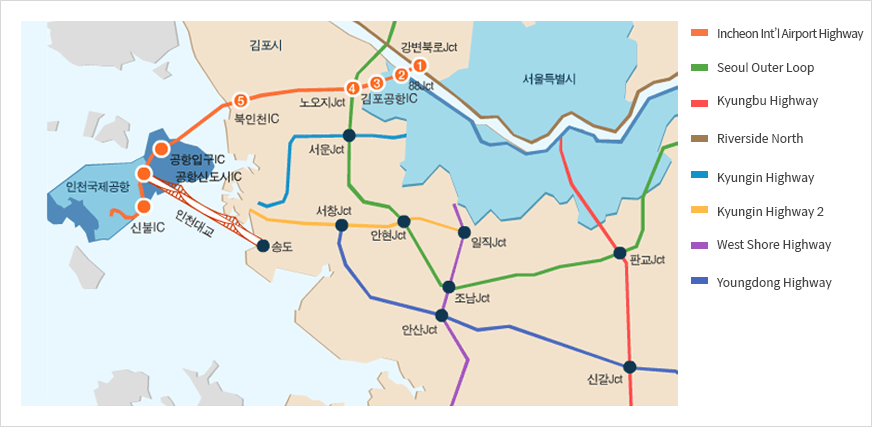 김포시
강변북로Jct
서울특별시
1
2
3
4
5
88Jct
김포공항IC
노오지Jct
북인천IC
서운Jct
공항입구IC
공항신도시IC
인천국제공항
신불IC
인천대교
송도
서창Jct
안현Jct
일직Jct
판교Jct
조남Jct
안산Jct
신갈Jct
Incheon Int'l Airport Highway
Seoul Outer Loop
Kyungbu Highway
Riverside North
Kyungin Highway
Kyungin Highway 2
West Shore Highway
Youngdong Highway